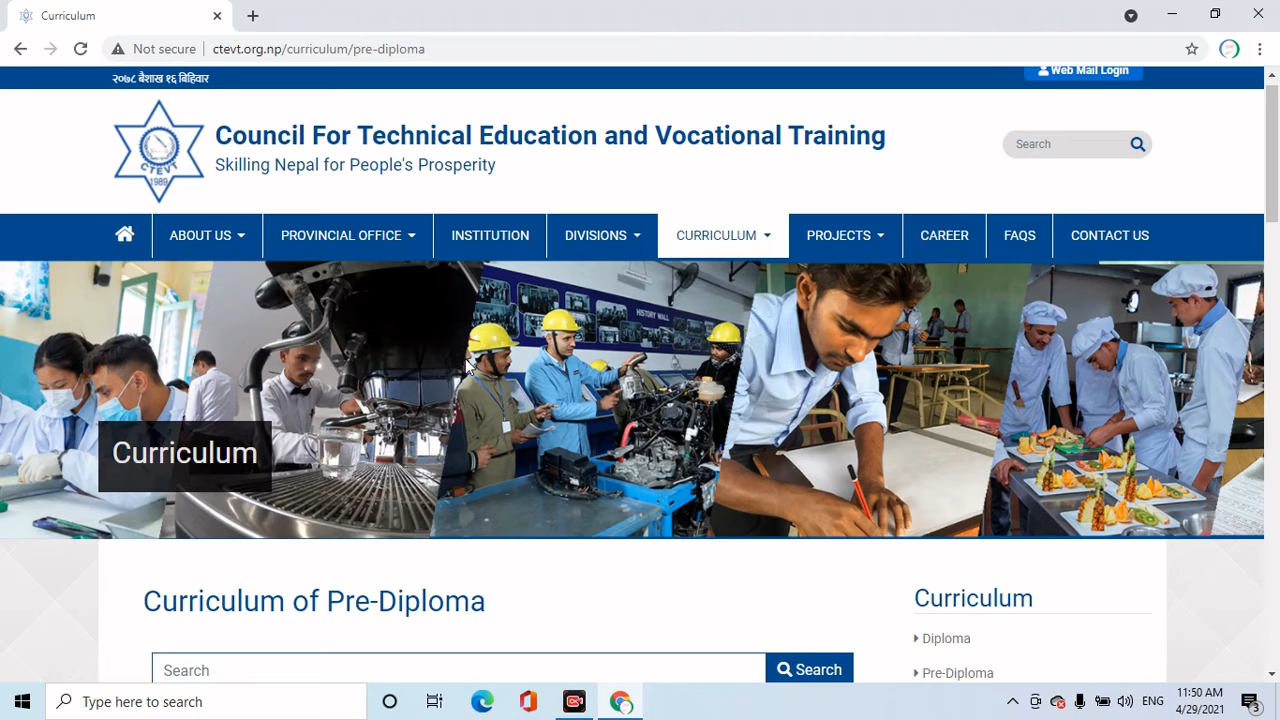 Curriculum
Not secure
ctevt.org.np/curriculum/pre-diploma
२०७८ बैशाख १६ बिहिवार
Web Mail Login
CTEVT
1989
Council For Technical Education and Vocational Training
Skilling Nepal for People's Prosperity
Search
ABOUT US
PROVINCIAL OFFICE
INSTITUTION
DIVISIONS
CURRICULUM
PROJECTS
CAREER
FAQS
CONTACT US
HISTORY WALL
Curriculum
Curriculum of Pre-Diploma
Search
Search
Curriculum
Diploma
Pre-Diploma
Type here to search
ENG
11:50 AM
4/29/2021
3